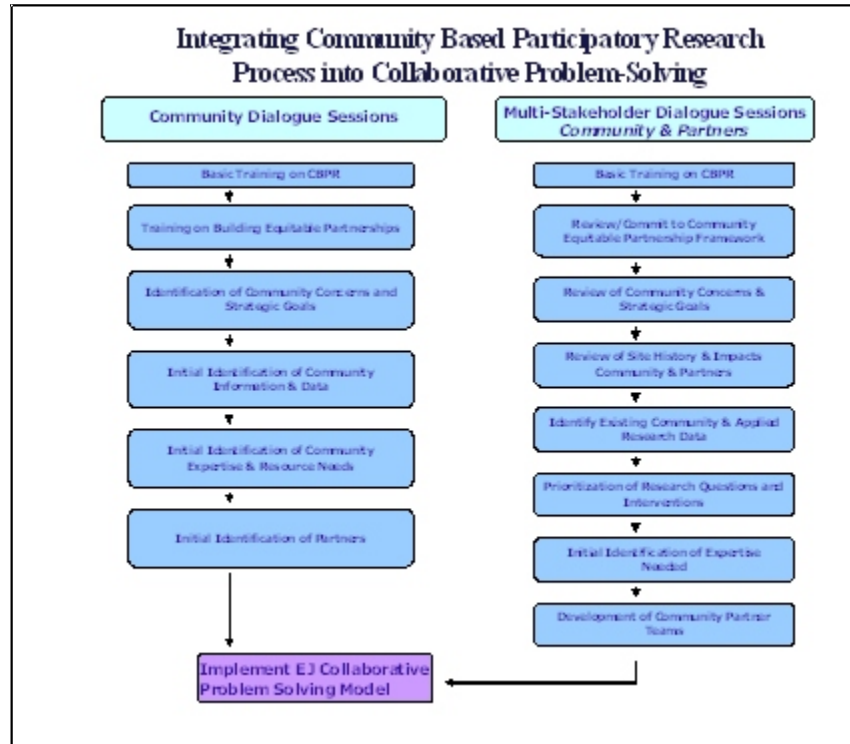 Integrating Community Based Participatory Research
Process into Collaborative Problem-Solving
Community Dialogue Sessions
Basic Training on CBPR
Training on Building Equitable Partnerships
Identification of Community Concerns and
Strategic Goals
Initial Identification of Community
Information & Data
Initial Identification of Community
Expertise & Resource Needs
Initial Identification of Partners
Multi-Stakeholder Dialogue Sessions
Community & Partners
Basic Training on CBPR
Review/Commit to Community
Equitable Partnership Framework
Review of Community Concerns &
Strategic Goals
Review of Site History & Impacts
Community & Partners
Identify Existing Community & Applied
Research Data
Prioritization of Research Questions and
Interventions
Initial Identification of Expertise
Needed
Development of Community Partner
Teams
Implement EJ Collaborative
Problem Solving Model